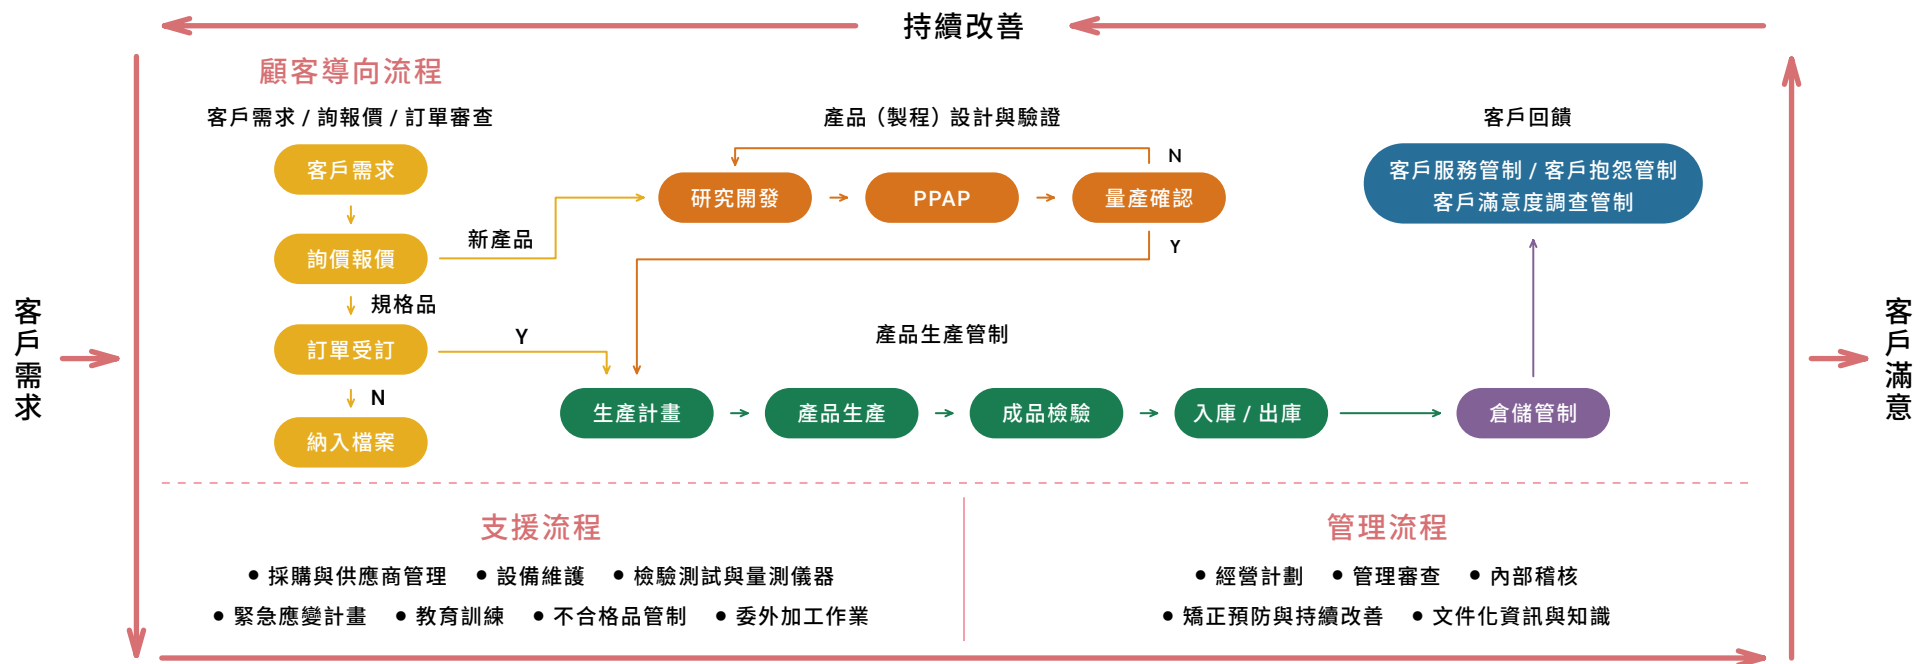 持續改善
顧客導向流程
客戶需求 / 詢報價 / 訂單審查
客戶需求
詢價報價
新產品
規格品
訂單受訂
Y
N
納入檔案
產品（製程）設計與驗證
N
研究開發
PPAP
量產確認
Y
產品生產管制
生產計畫
產品生產
成品檢驗
入庫 / 出庫
倉儲管制
客戶回饋
客戶服務管制 / 客戶抱怨管制
客戶滿意度調查管制
客戶需求
客戶滿意
支援流程
• 採購與供應商管理 • 設備維護 • 檢驗測試與量測儀器
• 緊急應變計畫 • 教育訓練 • 不合格品管制 • 委外加工作業
管理流程
• 經營計劃 • 管理審查 • 內部稽核
• 矯正預防與持續改善 • 文件化資訊與知識